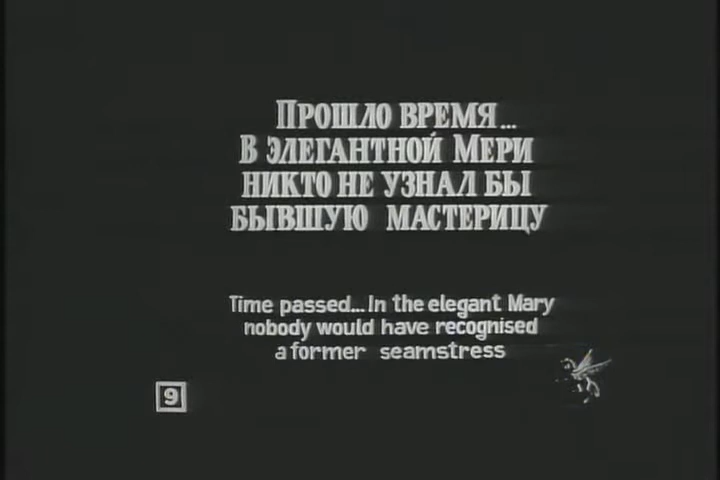 Прошло время...
В элегантной Мери
никто не узнал бы
бывшую мастерицу
Time passed... In the elegant Mary
nobody would have recognised
a former seamstress
9